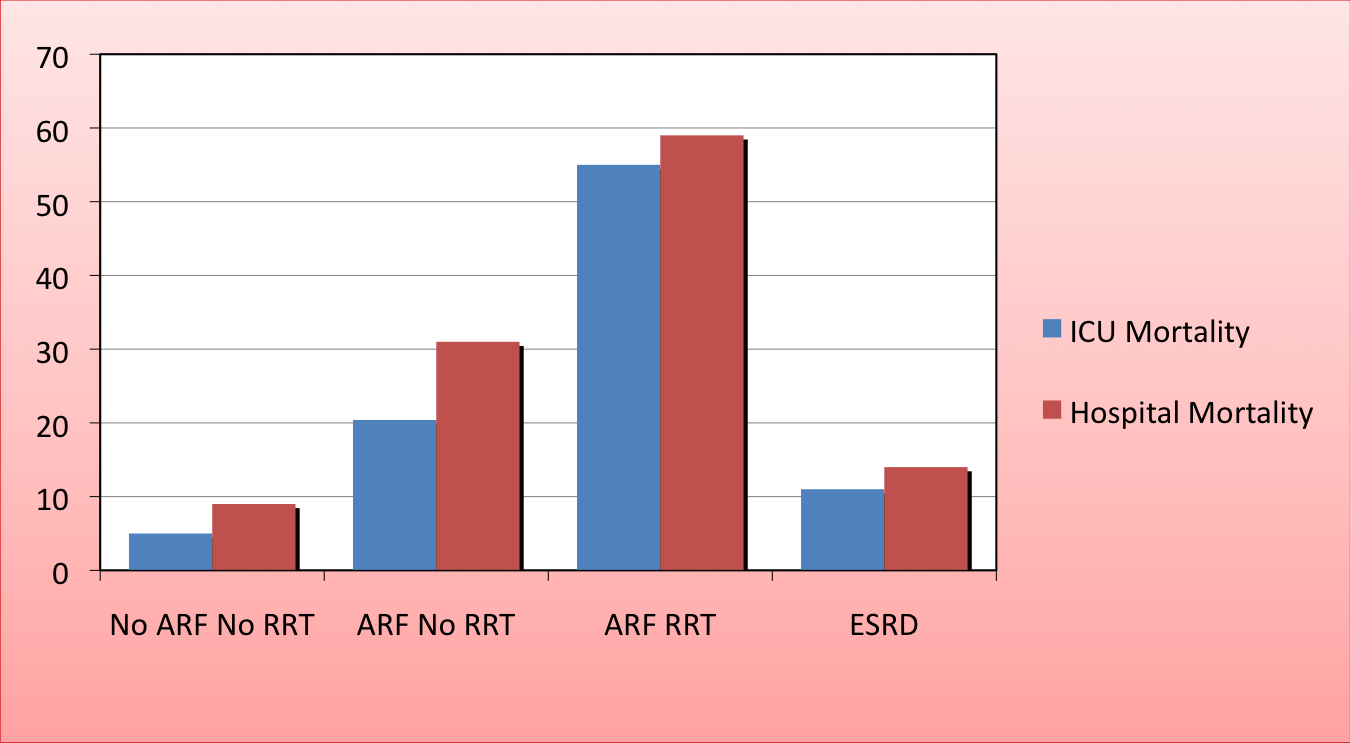 70
60
50
40
30
20
10
0
No ARF No RRT
ARF No RRT
ARF RRT
ESRD
ICU Mortality
Hospital Mortality